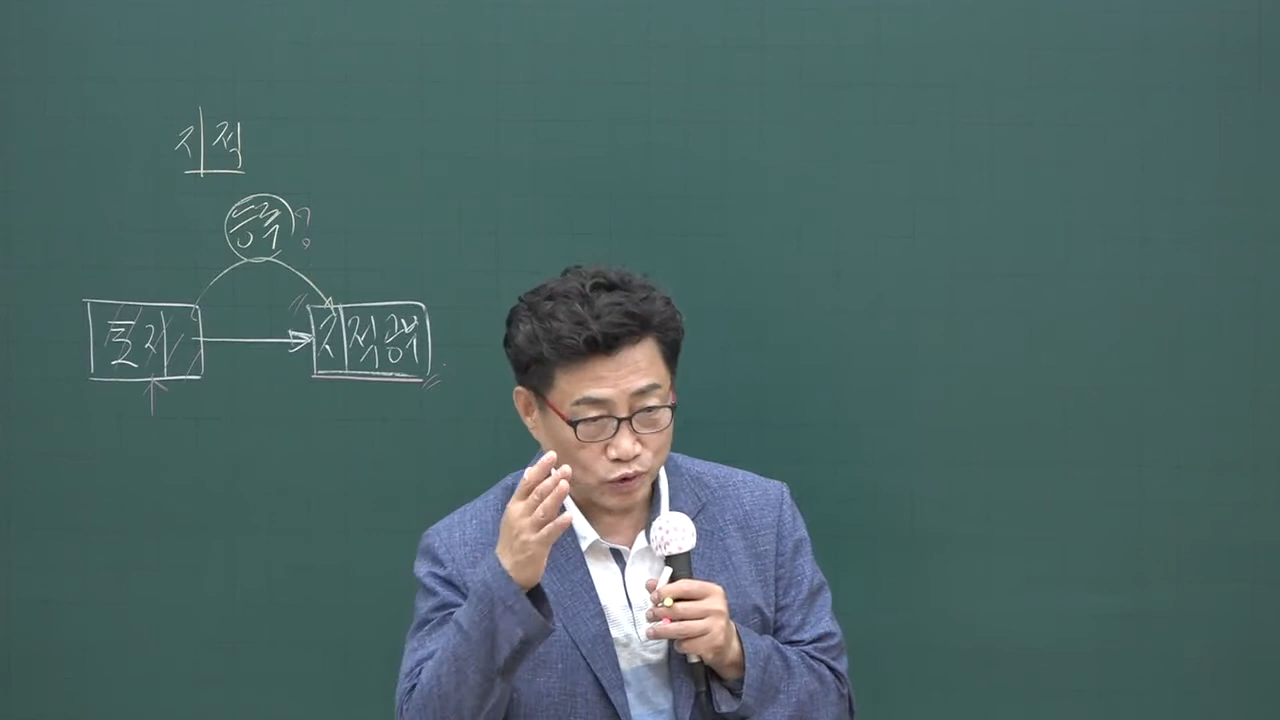 지적
등록?
토지 → 지적공부